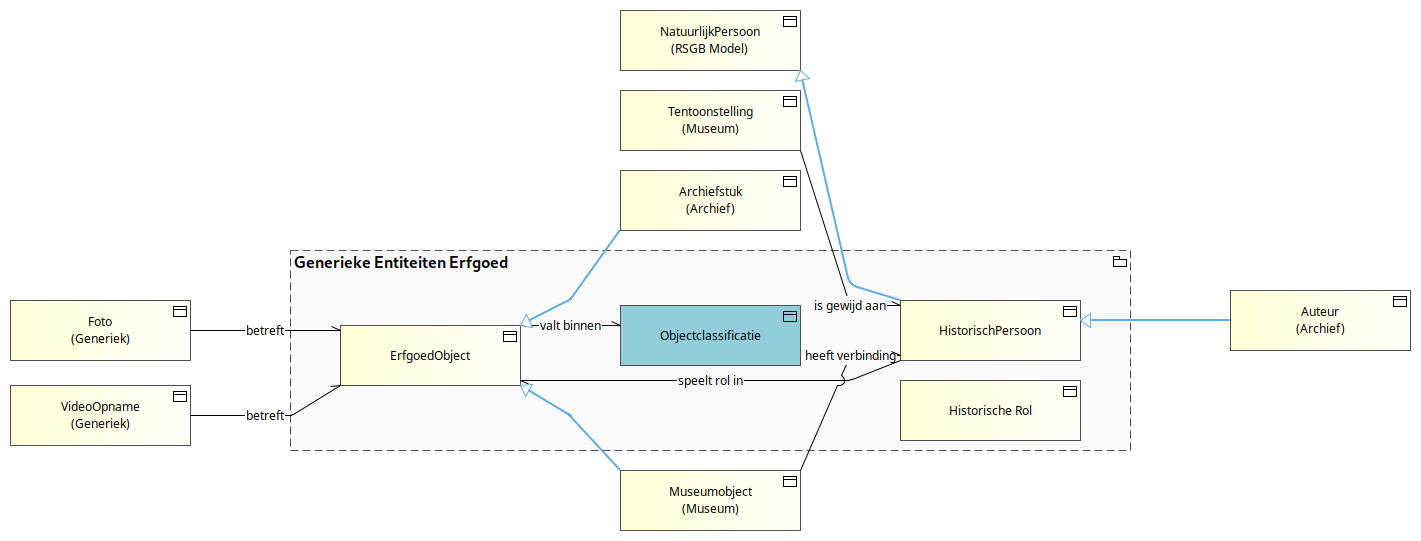 NatuurlijkPersoon
(RSGB Model)
Tentoonstelling
(Museum)
Archiefstuk
(Archief)
Generieke Entiteiten Erfgoed
Foto
(Generiek)
betreft
VideoOpname
(Generiek)
betreft
ErfgoedObject
valt binnen
Objectclassificatie
is gewijd aan
HistorischPersoon
heeft verbinding
speelt rol in
Historische Rol
Auteur
(Archief)
Museumobject
(Museum)